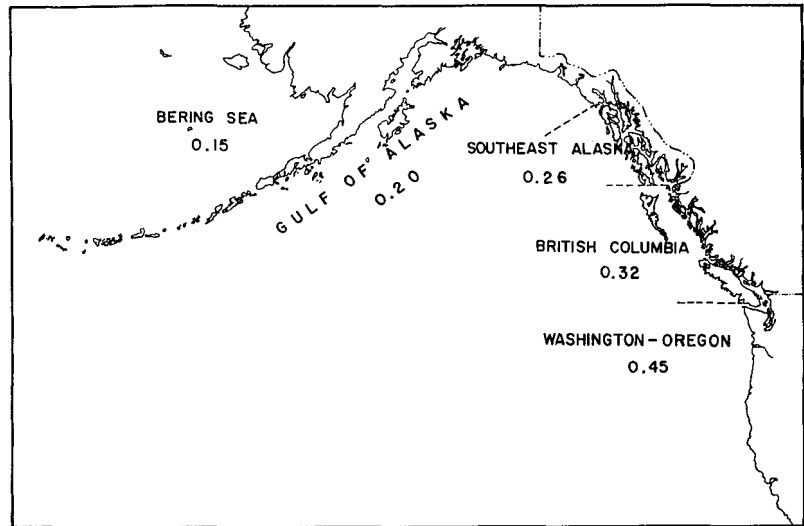 BERING SEA
0.15
GULF OF ALASKA
0.20
SOUTHEAST ALASKA
0.26
BRITISH COLUMBIA
0.32
WASHINGTON-OREGON
0.45